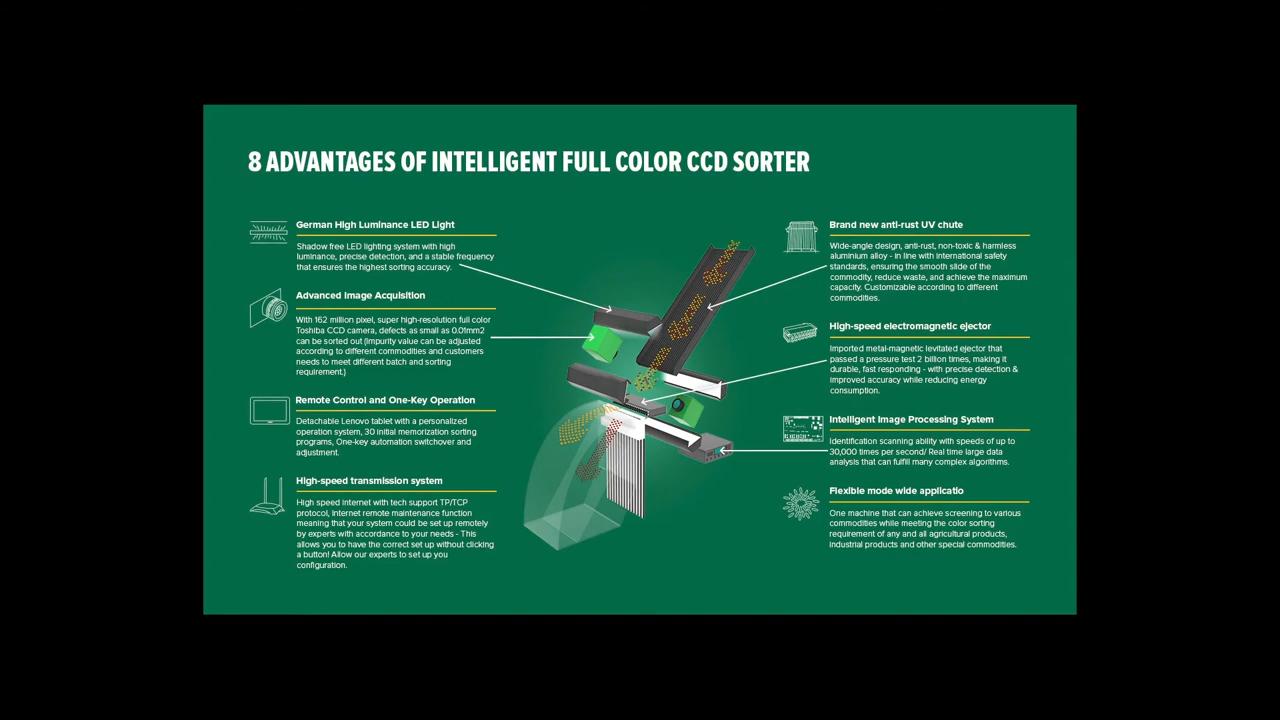 8 ADVANTAGES OF INTELLIGENT FULL COLOR CCD SORTER
German High Luminance LED Light
Shadow free LED lighting system with high
luminance, precise detection, and a stable frequency
that ensures the highest sorting accuracy.
Advanced Image Acquisition
With 162 million pixel, super high-resolution full color
Toshiba CCD camera, defects as small as 0.01mm2
can be sorted out (Impurity value can be adjusted
according to different commodities and customers
needs to meet different batch and sorting
requirement.)
Remote Control and One-Key Operation
Detachable Lenovo tablet with a personalized
operation system, 30 initial memorization sorting
programs, One-key automation switchover and
adjustment.
High-speed transmission system
High speed internet with tech support TP/TCP
protocol, Internet remote maintenance function
meaning that your system could be set up remotely
by experts with accordance to your needs - This
allows you to have the correct set up without clicking
a button! Allow our experts to set up you
configuration.
Brand new anti-rust UV chute
Wide-angle design, anti-rust, non-toxic & harmless
aluminium alloy - in line with international safety
standards, ensuring the smooth slide of the
commodity, reduce waste, and achieve the maximum
capacity. Customizable according to different
commodities.
High-speed electromagnetic ejector
Imported metal-magnetic levitated ejector that
passed a pressure test 2 billion times, making it
durable, fast responding - with precise detection &
improved accuracy while reducing energy
consumption.
Intelligent Image Processing System
Identification scanning ability with speeds of up to
30,000 times per second/ Real time large data
analysis that can fulfill many complex algorithms.
Flexible mode wide applicatio
One machine that can achieve screening to various
commodities while meeting the color sorting
requirement of any and all agricultural products,
industrial products and other special commodities.